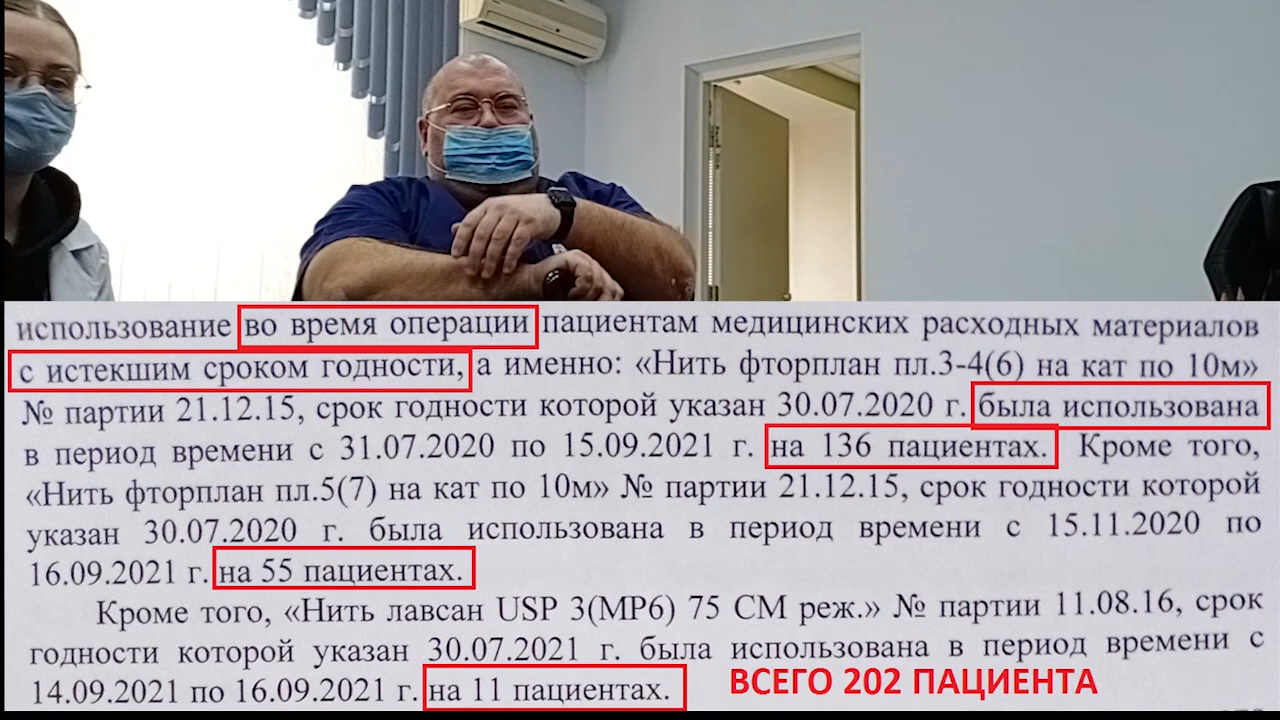 использование во время операции пациентам медицинских расходных материалов
с истекшим сроком годности, а именно: «Нить фторплан пл.3-4(6) на кат по 10м»
№ партии 21.12.15, срок годности которой указан 30.07.2020 г. была использована
в период времени с 31.07.2020 по 15.09.2021 г. на 136 пациентах. Кроме того,
«Нить фторплан пл.5(7) на кат по 10м» № партии 21.12.15, срок годности которой
указан 30.07.2020 г. была использована в период времени с 15.11.2020 по
16.09.2021 г. на 55 пациентах.
Кроме того, «Нить лавсан USP 3(МР6) 75 СМ реж.» № партии 11.08.16, срок
годности которой указан 30.07.2021 г. была использована в период времени с
14.09.2021 по 16.09.2021 г. на 11 пациентах.
ВСЕГО 202 ПАЦИЕНТА